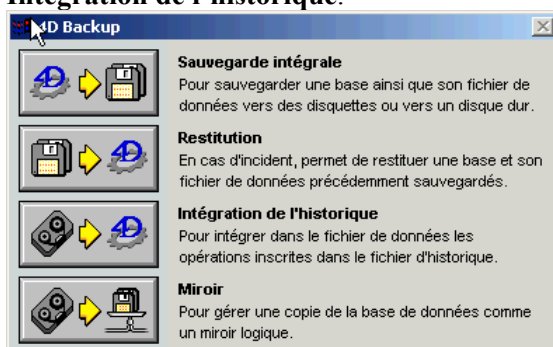 Intégration de l'historique.
4D Backup
Sauvegarde intégrale
Pour sauvegarder une base ainsi que son fichier de
données vers des disquettes ou vers un disque dur.
Restitution
En cas d'incident, permet de restituer une base et son
fichier de données précédemment sauvegardés.
Intégration de l'historique
Pour intégrer dans le fichier de données les
opérations inscrites dans le fichier d'historique.
Miroir
Pour gérer une copie de la base de données comme
un miroir logique.